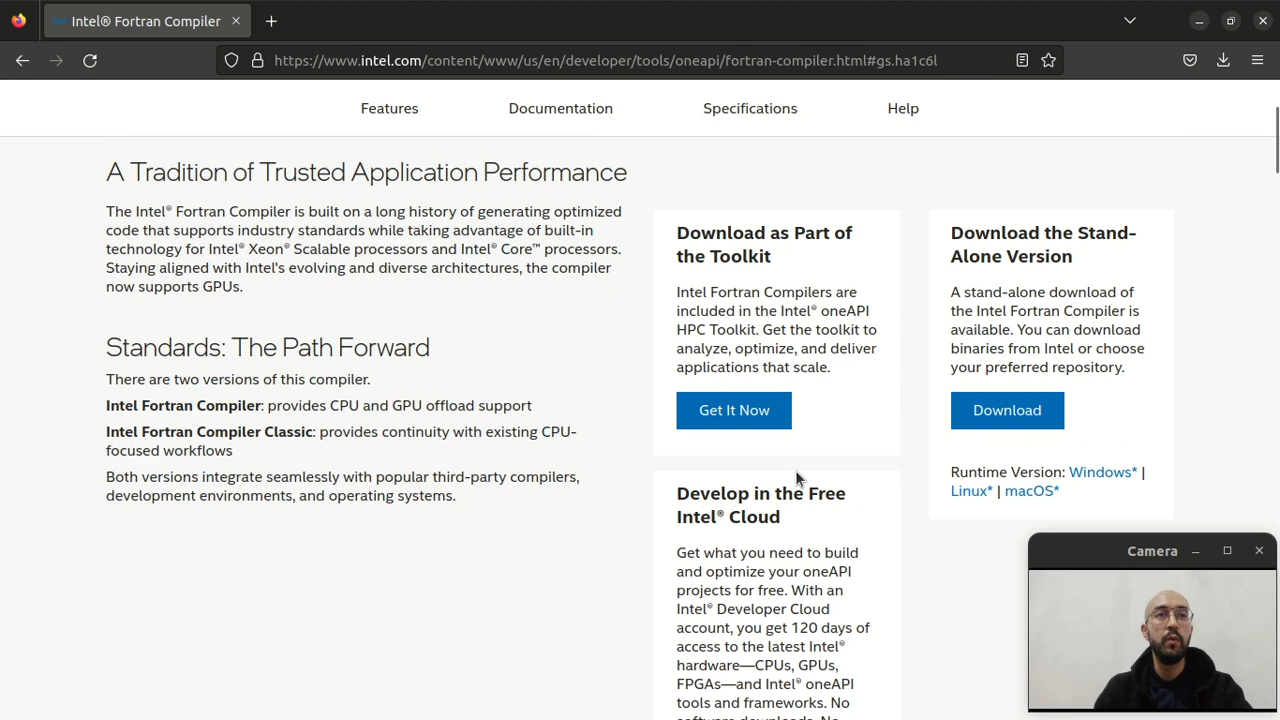 Intel® Fortran Compiler
https://www.intel.com/content/www/us/en/developer/tools/oneapi/fortran-compiler.html#gs.ha1c6l
Features Documentation Specifications Help
A Tradition of Trusted Application Performance
The Intel® Fortran Compiler is built on a long history of generating optimized
code that supports industry standards while taking advantage of built-in
technology for Intel® Xeon® Scalable processors and Intel® Core™ processors.
Staying aligned with Intel's evolving and diverse architectures, the compiler
now supports GPUs.
Standards: The Path Forward
There are two versions of this compiler.
Intel Fortran Compiler: provides CPU and GPU offload support
Intel Fortran Compiler Classic: provides continuity with existing CPU-
focused workflows
Both versions integrate seamlessly with popular third-party compilers,
development environments, and operating systems.
Download as Part of
the Toolkit
Intel Fortran Compilers are
included in the Intel® oneAPI
HPC Toolkit. Get the toolkit to
analyze, optimize, and deliver
applications that scale.
Get It Now
Develop in the Free
Intel® Cloud
Get what you need to build
and optimize your oneAPI
projects for free. With an
Intel® Developer Cloud
account, you get 120 days of
access to the latest Intel®
hardware—CPUs, GPUs,
FPGAs—and Intel® oneAPI
tools and frameworks. No
software downloads. No
Download the Stand-
Alone Version
A stand-alone download of
the Intel Fortran Compiler is
available. You can download
binaries from Intel or choose
your preferred repository.
Download
Runtime Version: Windows* |
Linux* | macOS*
Camera